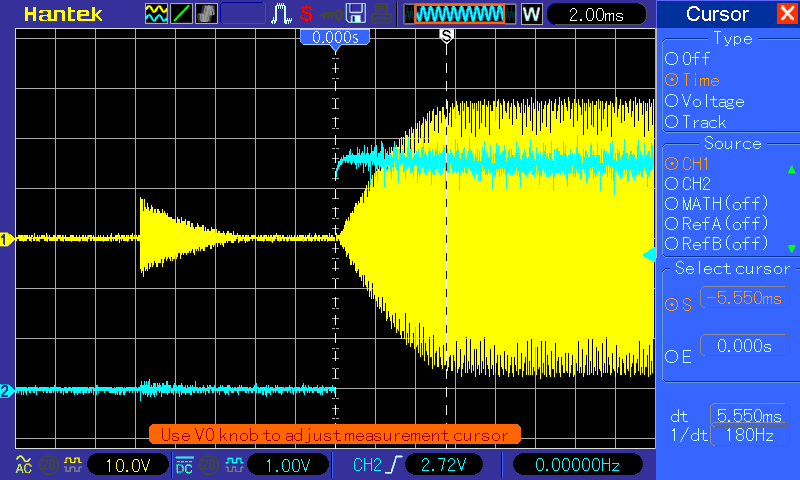 Hantek S W 2.00ms Cursor
0.000s S
Type
Off
Time
Voltage
Track
Source
CH1
CH2
MATH(off)
RefA(off)
RefB(off)
Select cursor
S -5.550ms
E 0.000s
dt 5.550ms
1/dt 180Hz
1
2
Use V0 knob to adjust measurement cursor
AC 10.0V DC 1.00V CH2 2.72V 0.00000Hz